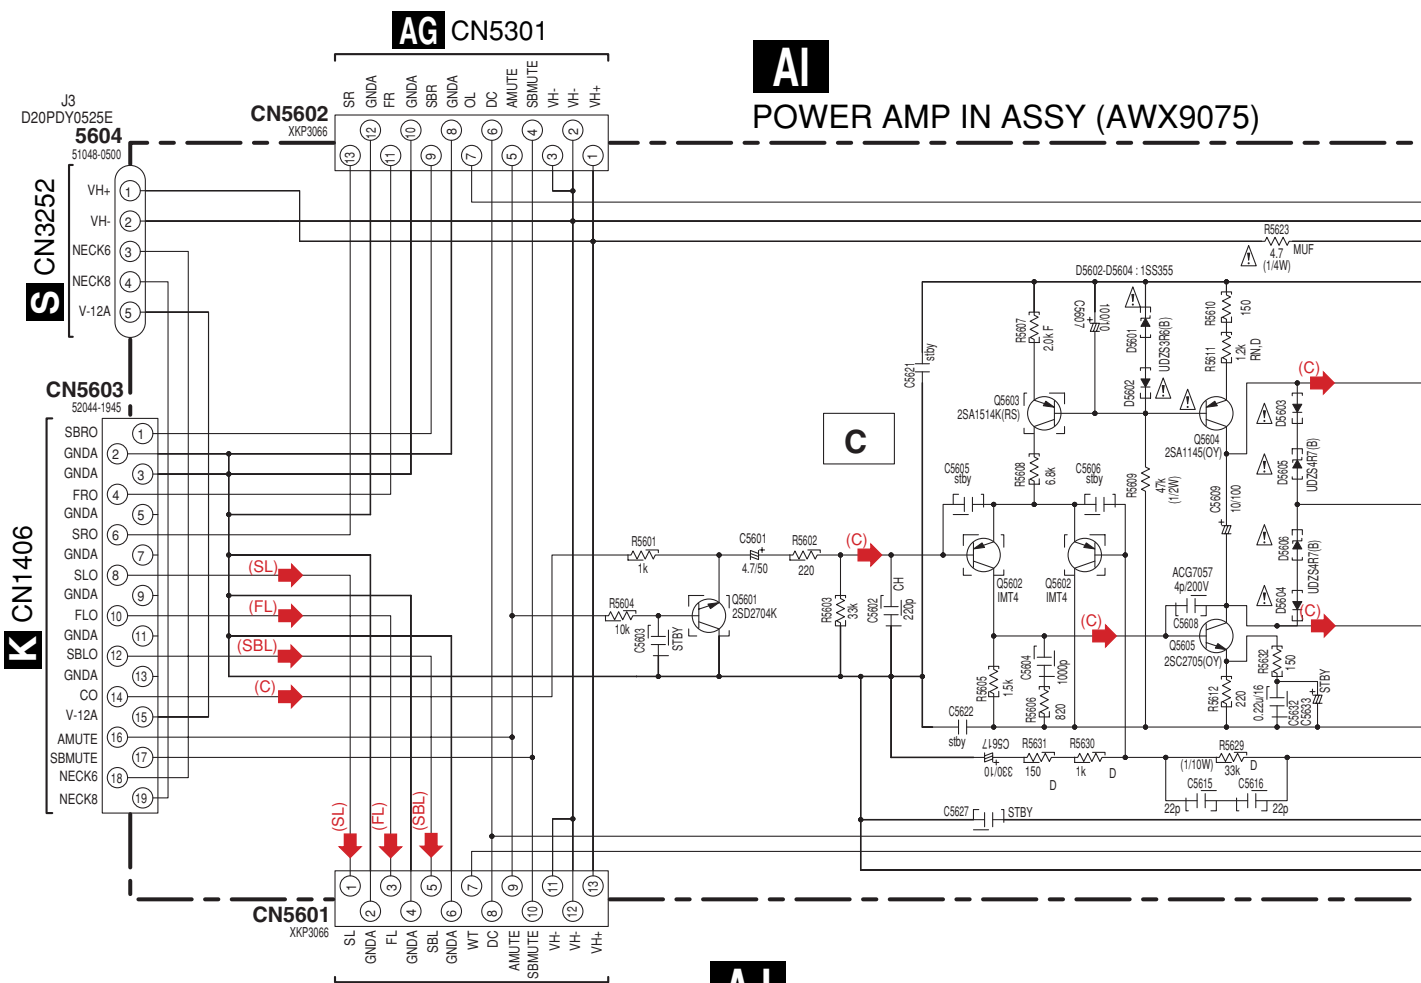 AG CN5301
AI
POWER AMP IN ASSY (AWX9075)
J3
D20PDY0525E
5604
51048-0500
CN5602
XKP3066
SR
GNDA
FR
GNDA
SBR
GNDA
OL
DC
AMUTE
SBMUTE
VH-
VH-
VH+
12
10
8
6
4
2
13
11
9
7
5
3
1
S CN3252
VH+ 1
VH- 2
NECK6 3
NECK8 4
V-12A 5
CN5603
52044-1945
K CN1406
SBRO 1
GNDA 2
GNDA 3
FRO 4
GNDA 5
SRO 6
GNDA 7
SLO 8
GNDA 9
FLO 10
GNDA 11
SBLO 12
GNDA 13
CO 14
V-12A 15
AMUTE 16
SBMUTE 17
NECK6 18
NECK8 19
(SL)
(FL)
(SBL)
(C)
R5623
4.7
(1/4W)
MUF
D5602-D5604 : 1SS355
R5607
2.0k F
C5607
100/10
D5601
UDZS3R6(B)
D5602
R5610
150
R5611
1.2k
RN,D
C5621
stby
Q5603
2SA1514K(RS)
Q5604
2SA1145(OY)
(C)
D5603
D5605
UDZS4R7(B)
C
C5605
stby
R5608
6.8k
C5606
stby
R5609
47k
(1/2W)
C5609
10/100
R5601
1k
C5601
4.7/50
R5602
220
(C)
Q5602
IMT4
Q5602
IMT4
D5606
UDZS4R7(B)
D5604
ACG7057
4p/200V
C5608
(C)
R5604
10k
Q5601
2SD2704K
C5603
STBY
R5603
33k
C5602
CH
220p
(C)
Q5605
2SC2705(OY)
R5605
1.5k
C5604
1000p
R5606
820
R5612
220
R5632
150
0.22u/16
C5632
C5633
STBY
C5622
stby
C5617
330/10
R5631
150
D
R5630
1k
D
(1/10W)
R5629
33k
D
C5615
22p
C5616
22p
C5627
STBY
(SL)
(FL)
(SBL)
1
3
5
7
9
11
13
2
4
6
8
10
12
CN5601
XKP3066
SL
GNDA
FL
GNDA
SBL
GNDA
WT
DC
AMUTE
SBMUTE
VH-
VH-
VH+